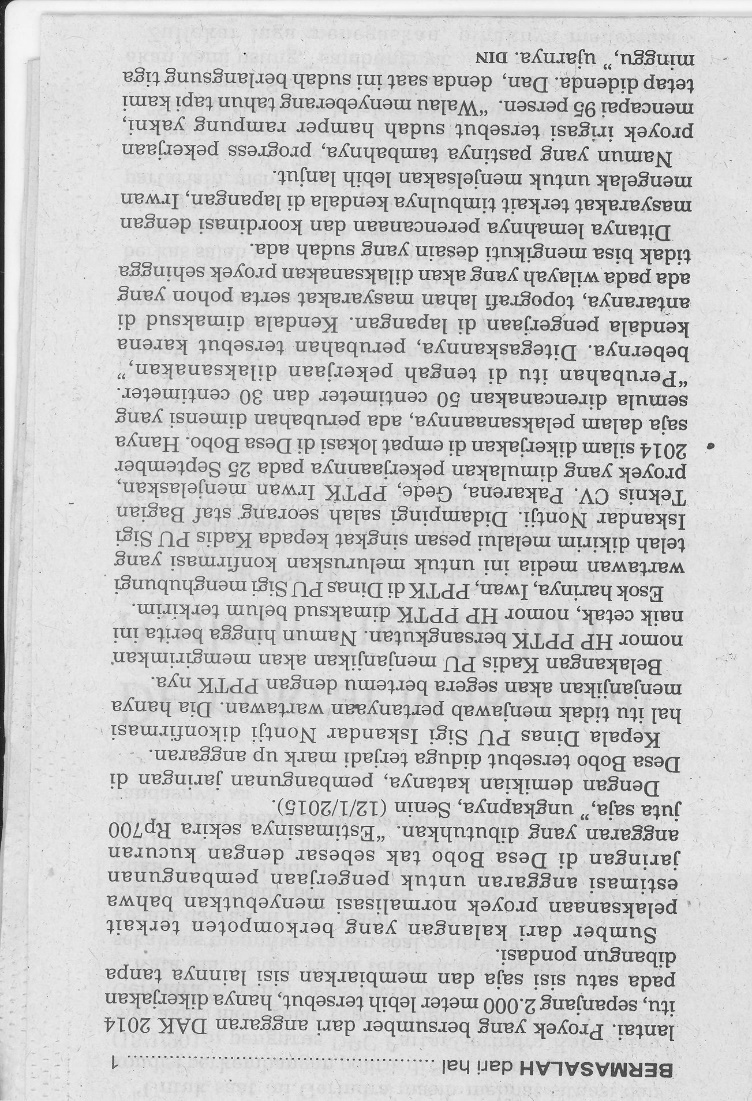 BERMASALAH dari hal ................................................ 1
lantai. Proyek yang bersumber dari anggaran DAK 2014
itu, sepanjang 2.000 meter lebih tersebut, hanya dikerjakan
pada satu sisi saja dan membiarkan sisi lainnya tanpa
dibangun pondasi.
Sumber dari kalangan yang berkompoten terkait
pelaksanaan proyek normalisasi menyebutkan bahwa
estimasi anggaran untuk pengerjaan pembangunan
jaringan di Desa Bobo tak sebesar dengan kucuran
anggaran yang dibutuhkan. “Estimasinya sekira Rp700
juta saja,” ungkapnya, Senin (12/1/2015).
Dengan demikian katanya, pembangunan jaringan di
Desa Bobo tersebut diduga terjadi mark up anggaran.
Kepala Dinas PU Sigi Iskandar Nontji dikonfirmasi
hal itu tidak menjawab pertanyaan wartawan. Dia hanya
menjanjikan akan segera bertemu dengan PPTK nya.
Belakangan Kadis PU menjanjikan akan memgirimkan
nomor HP PPTK bersangkutan. Namun hingga berita ini
naik cetak, nomor HP PPTK dimaksud belum terkirim.
Esok harinya, Iwan, PPTK di Dinas PU Sigi menghubungi
wartawan media ini untuk meluruskan konfirmasi yang
telah dikirim melalui pesan singkat kepada Kadis PU Sigi
Iskandar Nontji. Didampingi salah seorang staf Bagian
Teknis CV. Pakarena, Gede, PPTK Irwan menjelaskan,
proyek yang dimulakan pekerjaannya pada 25 September
2014 silam dikerjakan di empat lokasi di Desa Bobo. Hanya
saja dalam pelaksanaannya, ada perubahan dimensi yang
semula direncanakan 50 centimeter dan 30 centimeter.
“Perubahan itu di tengah pekerjaan dilaksanakan,”
bebernya. Ditegaskannya, perubahan tersebut karena
kendala pengerjaan di lapangan. Kendala dimaksud di
antaranya, topografi lahan masyarakat serta pohon yang
ada pada wilayah yang akan dilaksanakan proyek sehingga
tidak bisa mengikuti desain yang sudah ada.
Ditanya lemahnya perencanaan dan koordinasi dengan
masyarakat terkait timbulnya kendala di lapangan, Irwan
mengelak untuk menjelsakan lebih lanjut.
Namun yang pastinya tambahnya, progress pekerjaan
proyek irigasi tersebut sudah hamper rampung yakni,
mencapai 95 persen. “Walau menyeberang tahun tapi kami
tetap didenda. Dan, denda saat ini sudah berlangsung tiga
minggu,” ujarnya. DIN